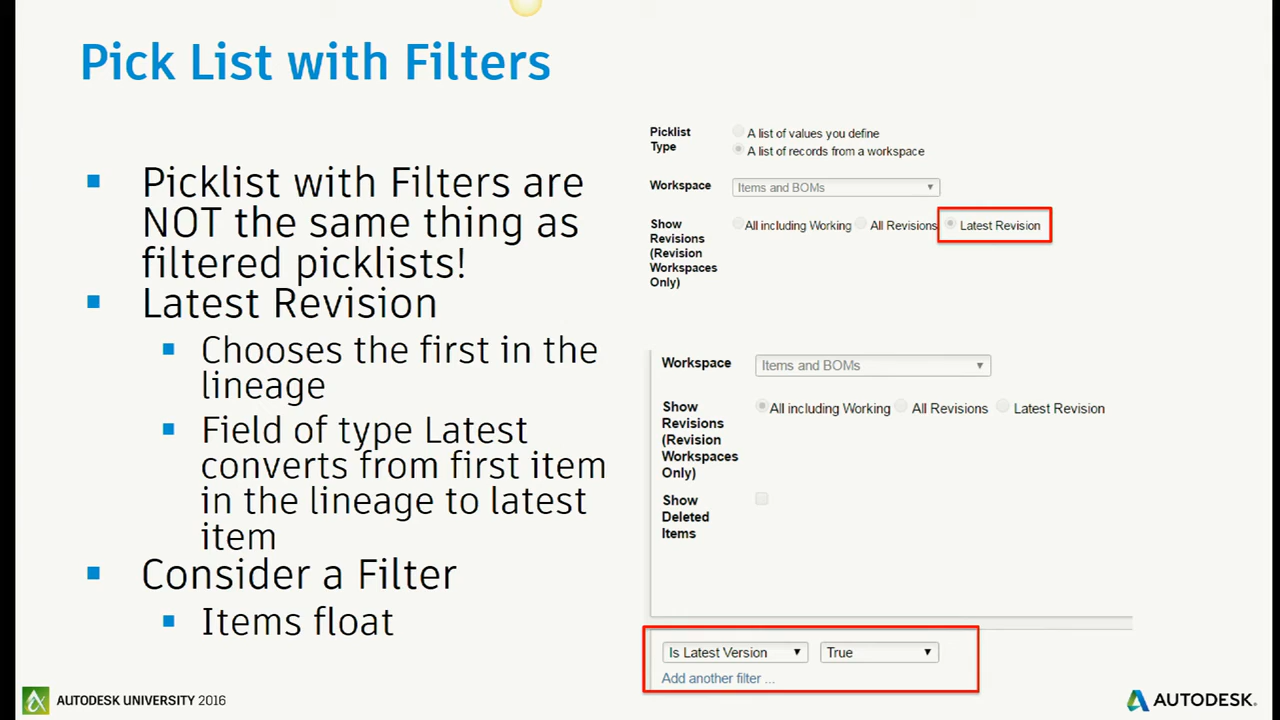 Pick List with Filters
Picklist with Filters are
NOT the same thing as
filtered picklists!
Latest Revision
Chooses the first in the
lineage
Field of type Latest
converts from first item
in the lineage to latest
item
Consider a Filter
Items float
Picklist
Type
A list of values you define
A list of records from a workspace
Workspace
Items and BOMs
Show
Revisions
(Revision
Workspaces
Only)
All including Working
All Revisions
Latest Revision
Workspace
Items and BOMs
Show
Revisions
(Revision
Workspaces
Only)
All including Working
All Revisions
Latest Revision
Show
Deleted
Items
Is Latest Version
True
Add another filter ...
AUTODESK UNIVERSITY 2016
AUTODESK.